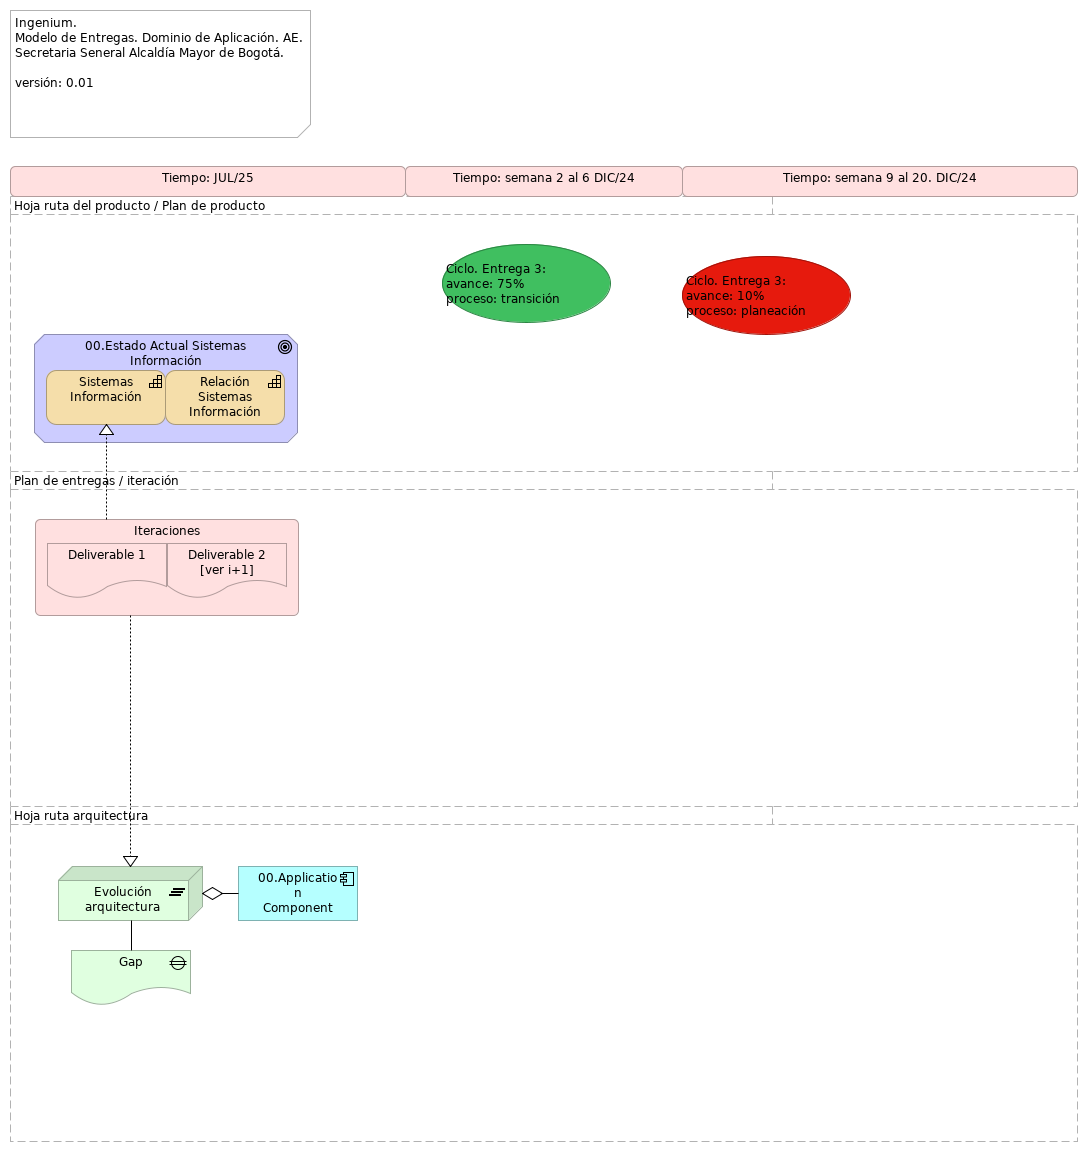 Ingenium.
Modelo de Entregas. Dominio de Aplicación. AE.
Secretaria Seneral Alcaldía Mayor de Bogotá.
versión: 0.01
Tiempo: JUL/25
Tiempo: semana 2 al 6 DIC/24
Tiempo: semana 9 al 20. DIC/24
Hoja ruta del producto / Plan de producto
Ciclo. Entrega 3:
avance: 75%
proceso: transición
Ciclo. Entrega 3:
avance: 10%
proceso: planeación
00.Estado Actual Sistemas
Información
Sistemas
Información
Relación
Sistemas
Información
Plan de entregas / iteración
Iteraciones
Deliverable 1
Deliverable 2
[ver i+1]
Hoja ruta arquitectura
Evolución
arquitectura
00.Applicatio
n
Component
Gap